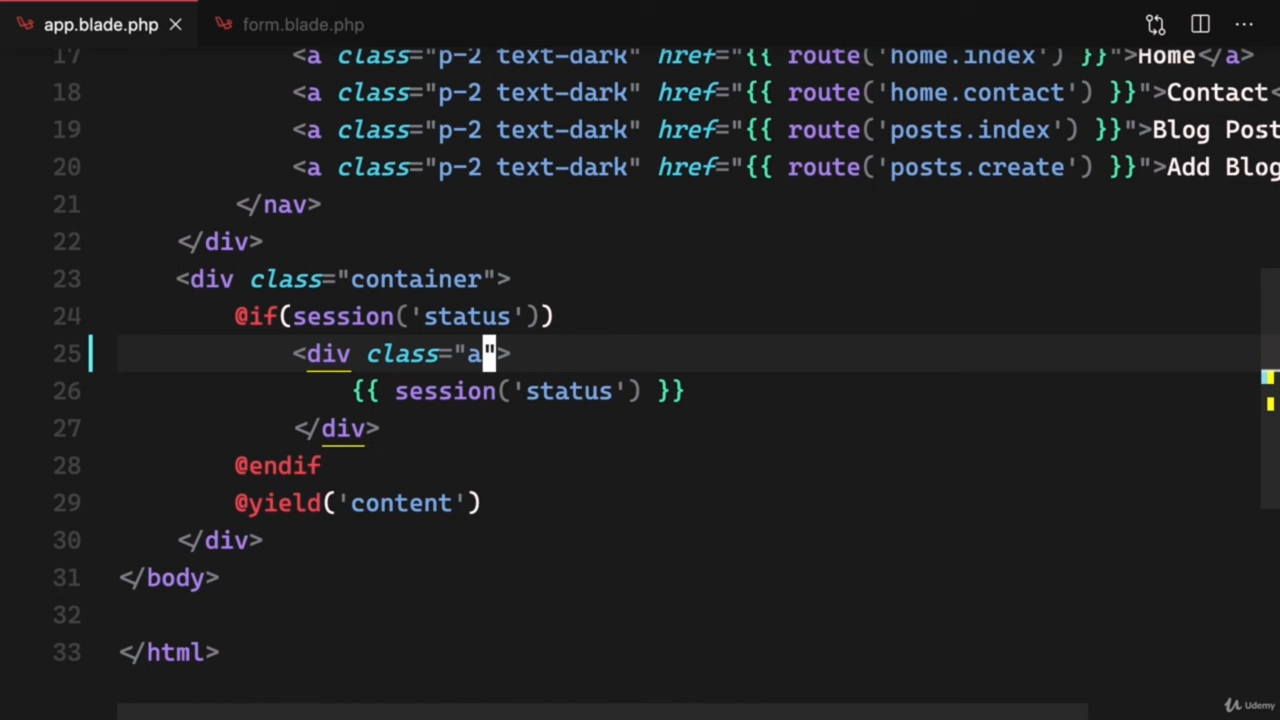 app.blade.php
form.blade.php
17 <a class="p-2 text-dark" href="{{ route('home.index') }}">Home</a>
18 <a class="p-2 text-dark" href="{{ route('home.contact') }}">Contact<
19 <a class="p-2 text-dark" href="{{ route('posts.index') }}">Blog Post
20 <a class="p-2 text-dark" href="{{ route('posts.create') }}">Add Blog
21 </nav>
22 </div>
23 <div class="container">
24 @if(session('status'))
25 <div class="a">
26 {{ session('status') }}
27 </div>
28 @endif
29 @yield('content')
30 </div>
31 </body>
32
33 </html>
Udemy